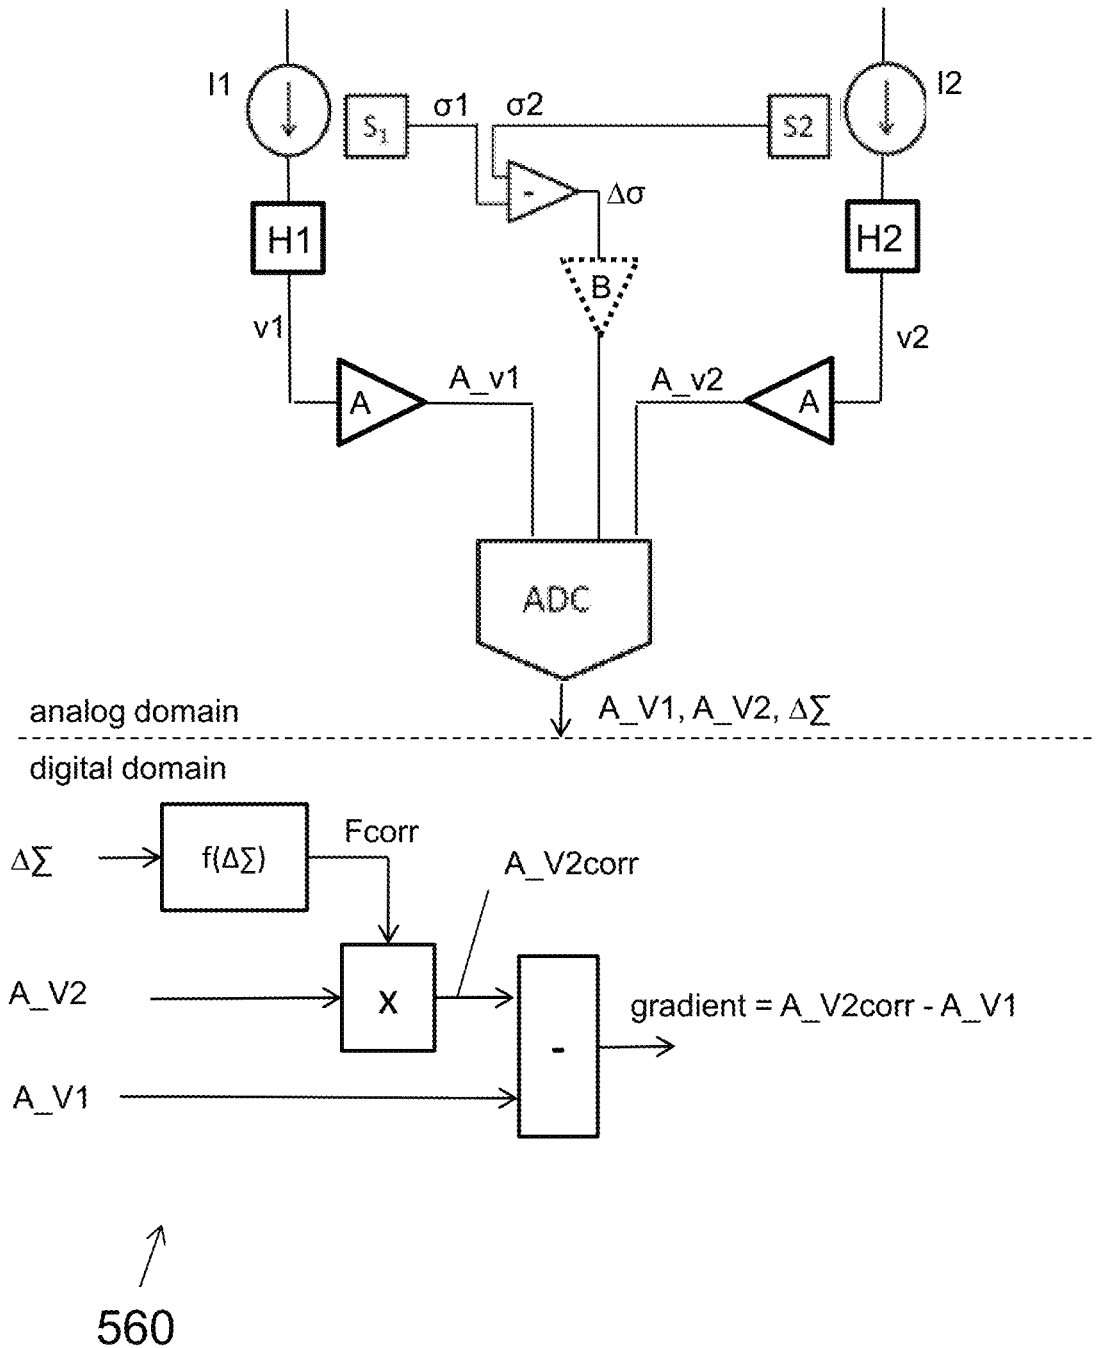 I1
I2
S1
σ1
σ2
S2
-
Δσ
H1
H2
B
v1
v2
A
A_v1
A_v2
A
ADC
A_V1, A_V2, Δ∑
analog domain
digital domain
Δ∑
f(Δ∑)
Fcorr
A_V2corr
A_V2
X
gradient = A_V2corr - A_V1
-
A_V1
560